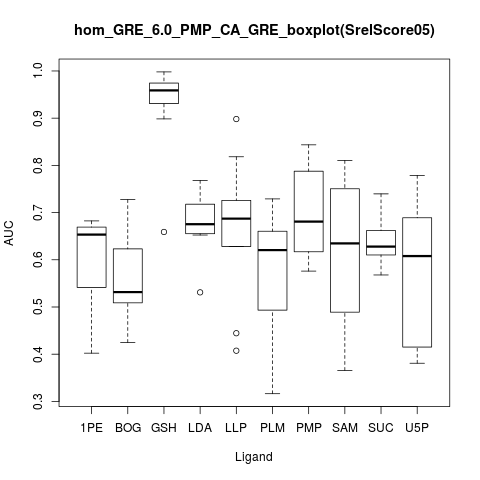 hom_GRE_6.0_PMP_CA_GRE_boxplot(SrelScore05)
AUC
1.0
0.9
0.8
0.7
0.6
0.5
0.4
0.3
1PE BOG GSH LDA LLP PLM PMP SAM SUC U5P
Ligand